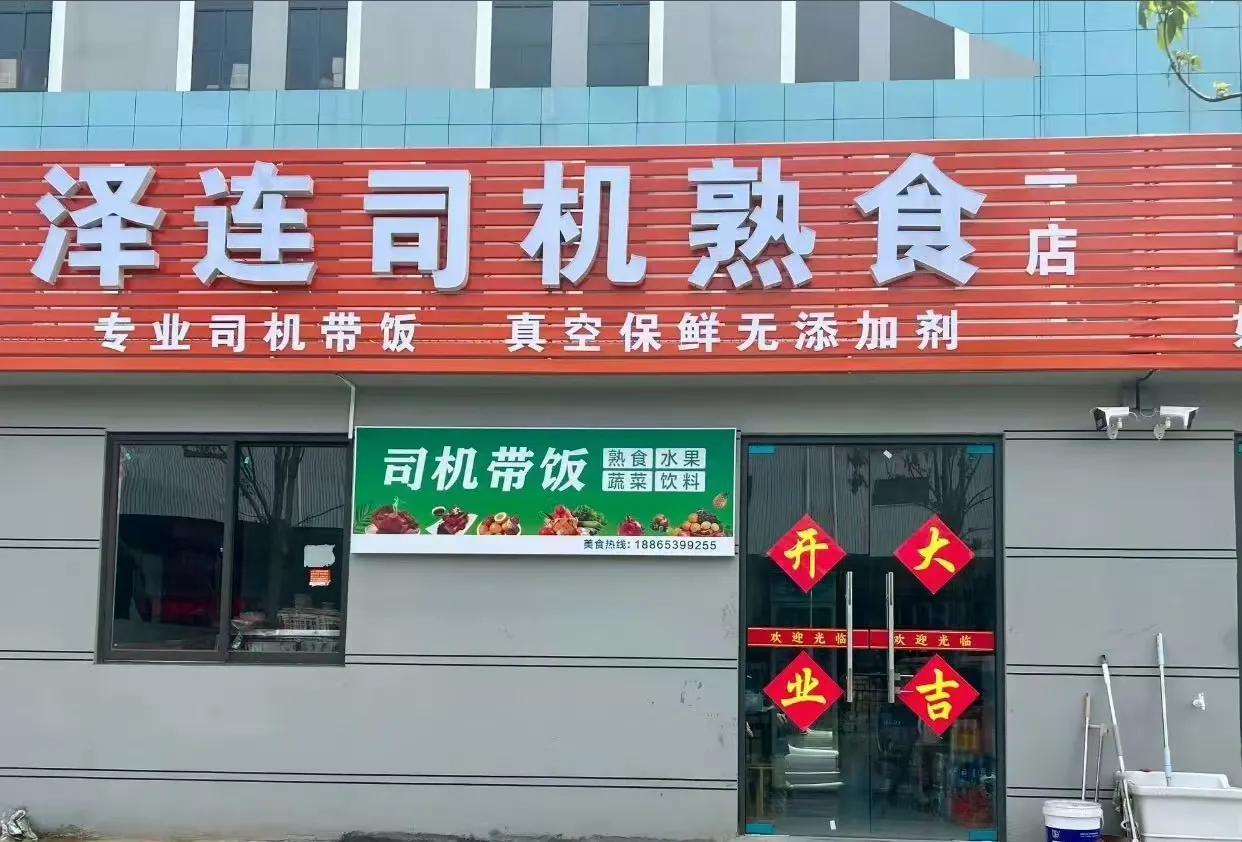 泽连司机熟食一店
专业司机带饭 真空保鲜无添加剂
司机带饭 熟食 水果
蔬菜 饮料
美食热线: 18865399255
开 大
欢迎光临 欢迎光临
业 吉